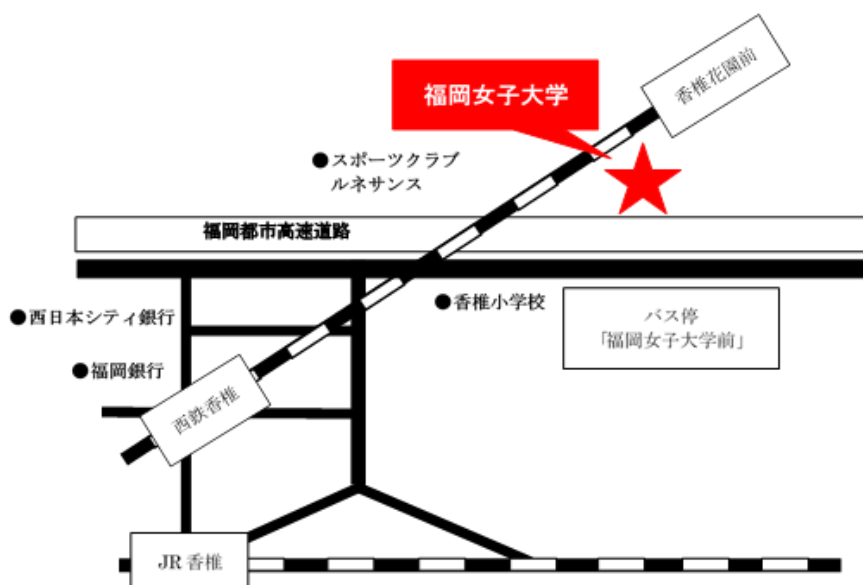 香椎花園前
福岡女子大学
●スポーツクラブ
ルネサンス
福岡都市高速道路
●香椎小学校
バス停
「福岡女子大学前」
●西日本シティ銀行
●福岡銀行
西鉄香椎
JR 香椎